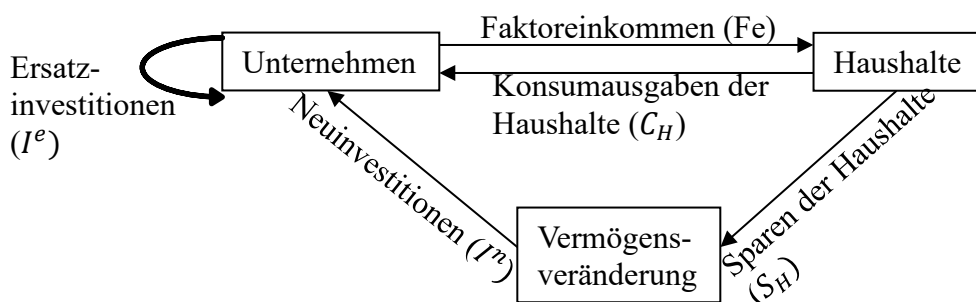 Faktoreinkommen (Fe)
Unternehmen
Haushalte
Ersatz-
investitionen
(I^e)
Konsumausgaben der
Haushalte (C_H)
Neuinvestitionen (I^n)
Sparen der Haushalte
(S_H)
Vermögens-
veränderung